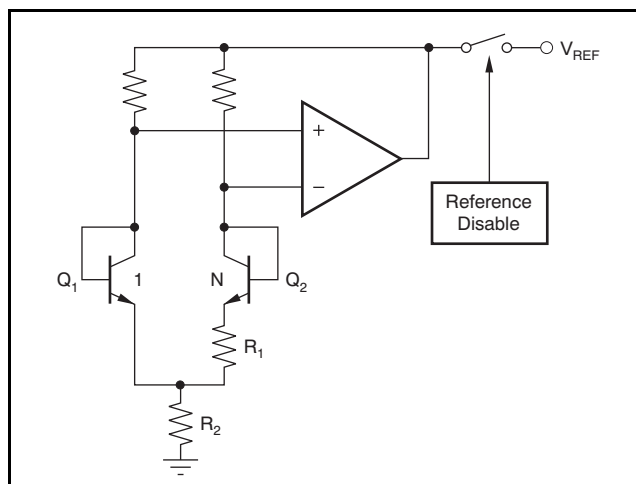 V_REF
+
−
Reference
Disable
Q_1
1
N
Q_2
R_1
R_2